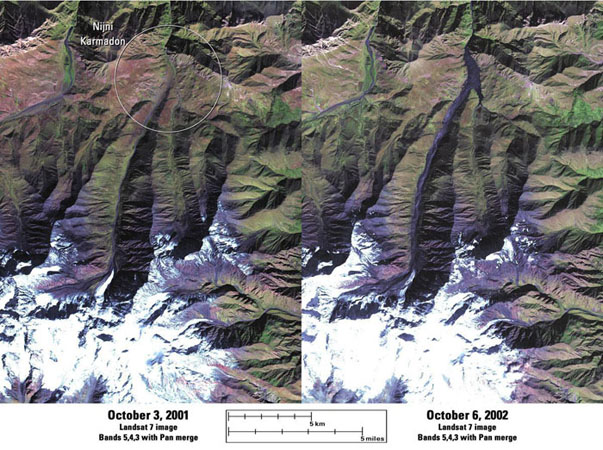 Nijni
Karmadon
October 3, 2001
Landsat 7 image
Bands 5,4,3 with Pan merge
5 km
5 miles
October 6, 2002
Landsat 7 image
Bands 5,4,3 with Pan merge